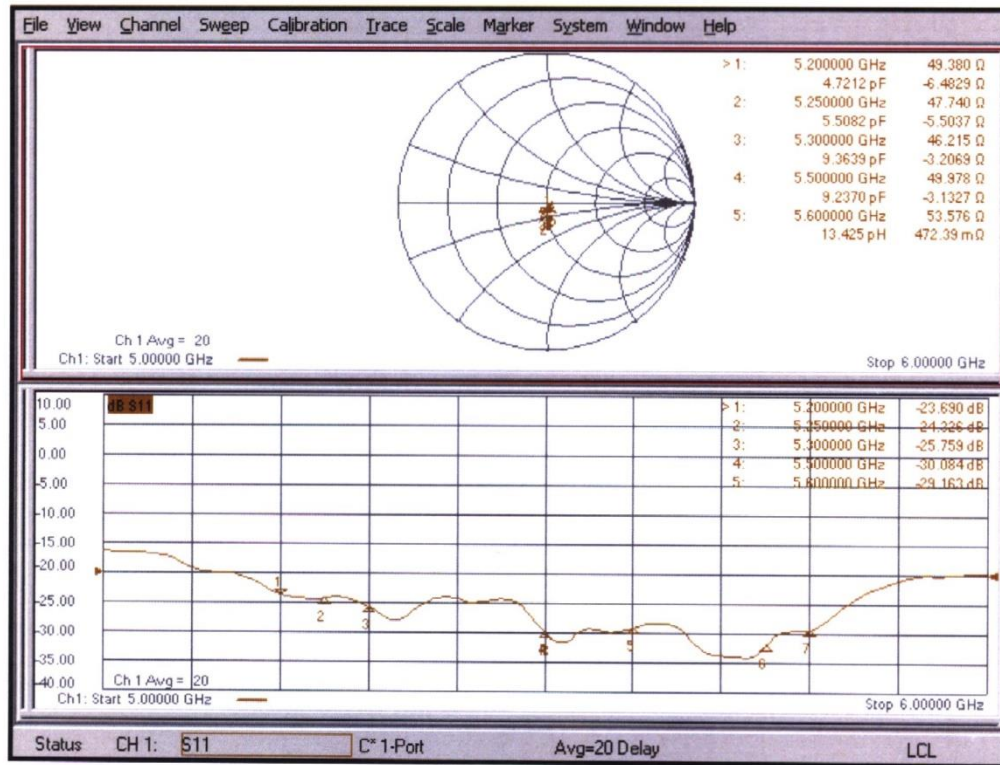 File View Channel Sweep Calibration Trace Scale Marker System Window Help
> 1: 5.200000 GHz 49.380 Ω
4.7212 pF -6.4829 Ω
2: 5.250000 GHz 47.740 Ω
5.5082 pF -5.5037 Ω
3: 5.300000 GHz 46.215 Ω
9.3639 pF -3.2069 Ω
4: 5.500000 GHz 49.978 Ω
9.2370 pF -3.1327 Ω
5: 5.600000 GHz 53.576 Ω
13.425 pH 472.39 mΩ
Ch 1 Avg = 20
Ch1: Start 5.00000 GHz
Stop 6.00000 GHz
10.00
dB S11
> 1: 5.200000 GHz -23.690 dB
5.00
2: 5.250000 GHz -24.326 dB
0.00
3: 5.300000 GHz -25.759 dB
4: 5.500000 GHz -30.084 dB
-5.00
5: 5.600000 GHz -29.163 dB
-10.00
-15.00
-20.00
1
-25.00
2
3
-30.00
5
7
6
-35.00
-40.00
Ch 1 Avg = 20
Ch1: Start 5.00000 GHz
Stop 6.00000 GHz
Status CH 1: S11 C* 1-Port Avg=20 Delay LCL